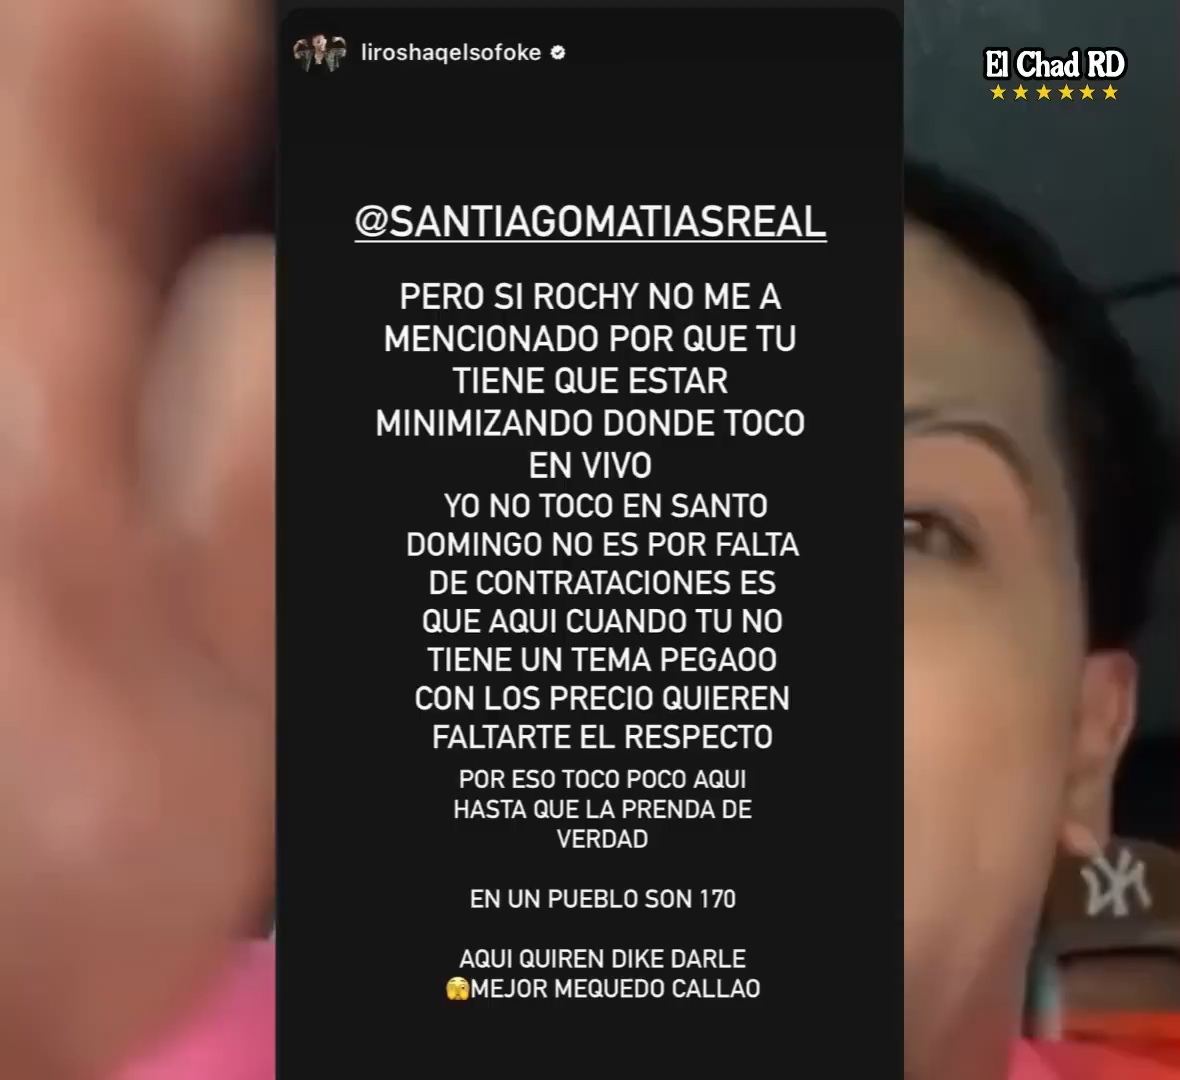 liroshaqelsofoke
El Chad RD
@SANTIAGOMATIASREAL
PERO SI ROCHY NO ME A
MENCIONADO POR QUE TU
TIENE QUE ESTAR
MINIMIZANDO DONDE TOCO
EN VIVO
YO NO TOCO EN SANTO
DOMINGO NO ES POR FALTA
DE CONTRATACIONES ES
QUE AQUI CUANDO TU NO
TIENE UN TEMA PEGAOO
CON LOS PRECIO QUIEREN
FALTARTE EL RESPECTO
POR ESO TOCO POCO AQUI
HASTA QUE LA PRENDA DE
VERDAD
EN UN PUEBLO SON 170
AQUI QUIREN DIKE DARLE
🫣MEJOR MEQUEDO CALLAO
NY